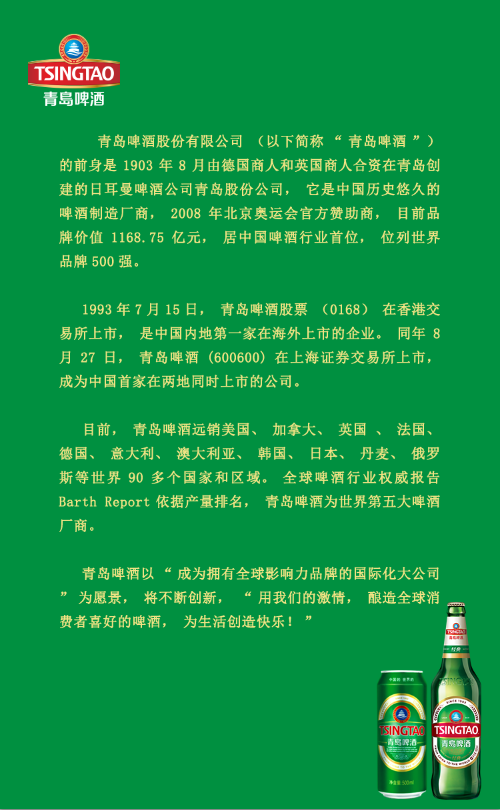 TSINGTAO
青岛啤酒
青岛啤酒股份有限公司 （以下简称 “ 青岛啤酒 ” ）
的前身是 1903 年 8 月由德国商人和英国商人合资在青岛创
建的日耳曼啤酒公司青岛股份公司， 它是中国历史悠久的
啤酒制造厂商， 2008 年北京奥运会官方赞助商， 目前品
牌价值 1168.75 亿元， 居中国啤酒行业首位， 位列世界
品牌 500 强。
1993 年 7 月 15 日， 青岛啤酒股票 （0168） 在香港交
易所上市， 是中国内地第一家在海外上市的企业。 同年 8
月 27 日， 青岛啤酒 (600600) 在上海证券交易所上市，
成为中国首家在两地同时上市的公司。
目前， 青岛啤酒远销美国、 加拿大、 英国 、 法国、
德国、 意大利、 澳大利亚、 韩国、 日本、 丹麦、 俄罗
斯等世界 90 多个国家和区域。 全球啤酒行业权威报告
Barth Report 依据产量排名， 青岛啤酒为世界第五大啤酒
厂商。
青岛啤酒以 “ 成为拥有全球影响力品牌的国际化大公司
” 为愿景， 将不断创新， “ 用我们的激情， 酿造全球消
费者喜好的啤酒， 为生活创造快乐！ ”
TSINGTAO
TSINGTAO
青岛啤酒
TSINGTAO
青岛啤酒